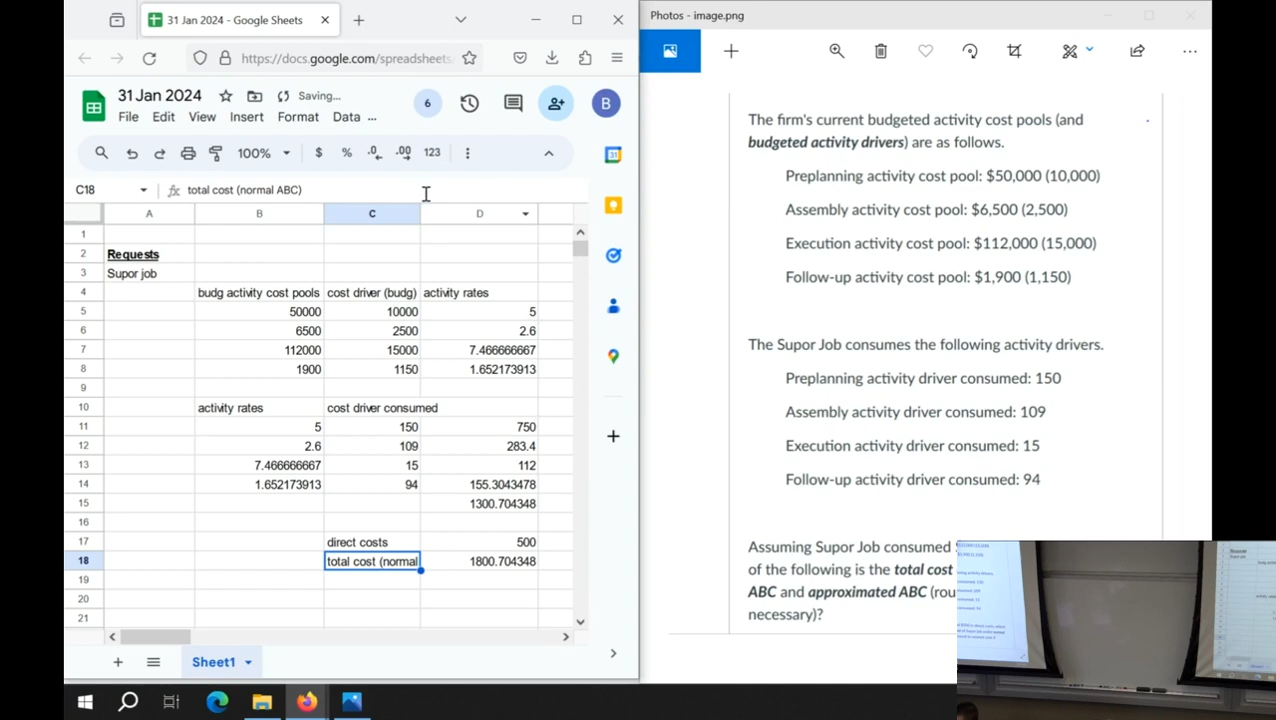 31 Jan 2024 - Google Sheets
https://docs.google.com/spreadsheets
31 Jan 2024
Saving...
6
B
File Edit View Insert Format Data ...
100% $ % .0 .00 123
C18 fx total cost (normal ABC)
A B C D
1
2 Requests
3 Supor job
4 budg activity cost pools cost driver (budg) activity rates
5 50000 10000 5
6 6500 2500 2.6
7 112000 15000 7.466666667
8 1900 1150 1.652173913
9
10 activity rates cost driver consumed
11 5 150 750
12 2.6 109 283.4
13 7.466666667 15 112
14 1.652173913 94 155.3043478
15 1300.704348
16
17 direct costs 500
18 total cost (normal 1800.704348
19
20
21
Sheet1
31
Photos - image.png
The firm's current budgeted activity cost pools (and
budgeted activity drivers) are as follows.
Preplanning activity cost pool: $50,000 (10,000)
Assembly activity cost pool: $6,500 (2,500)
Execution activity cost pool: $112,000 (15,000)
Follow-up activity cost pool: $1,900 (1,150)
The Supor Job consumes the following activity drivers.
Preplanning activity driver consumed: 150
Assembly activity driver consumed: 109
Execution activity driver consumed: 15
Follow-up activity driver consumed: 94
Assuming Supor Job consumed
of the following is the total cost
ABC and approximated ABC (rou
necessary)?